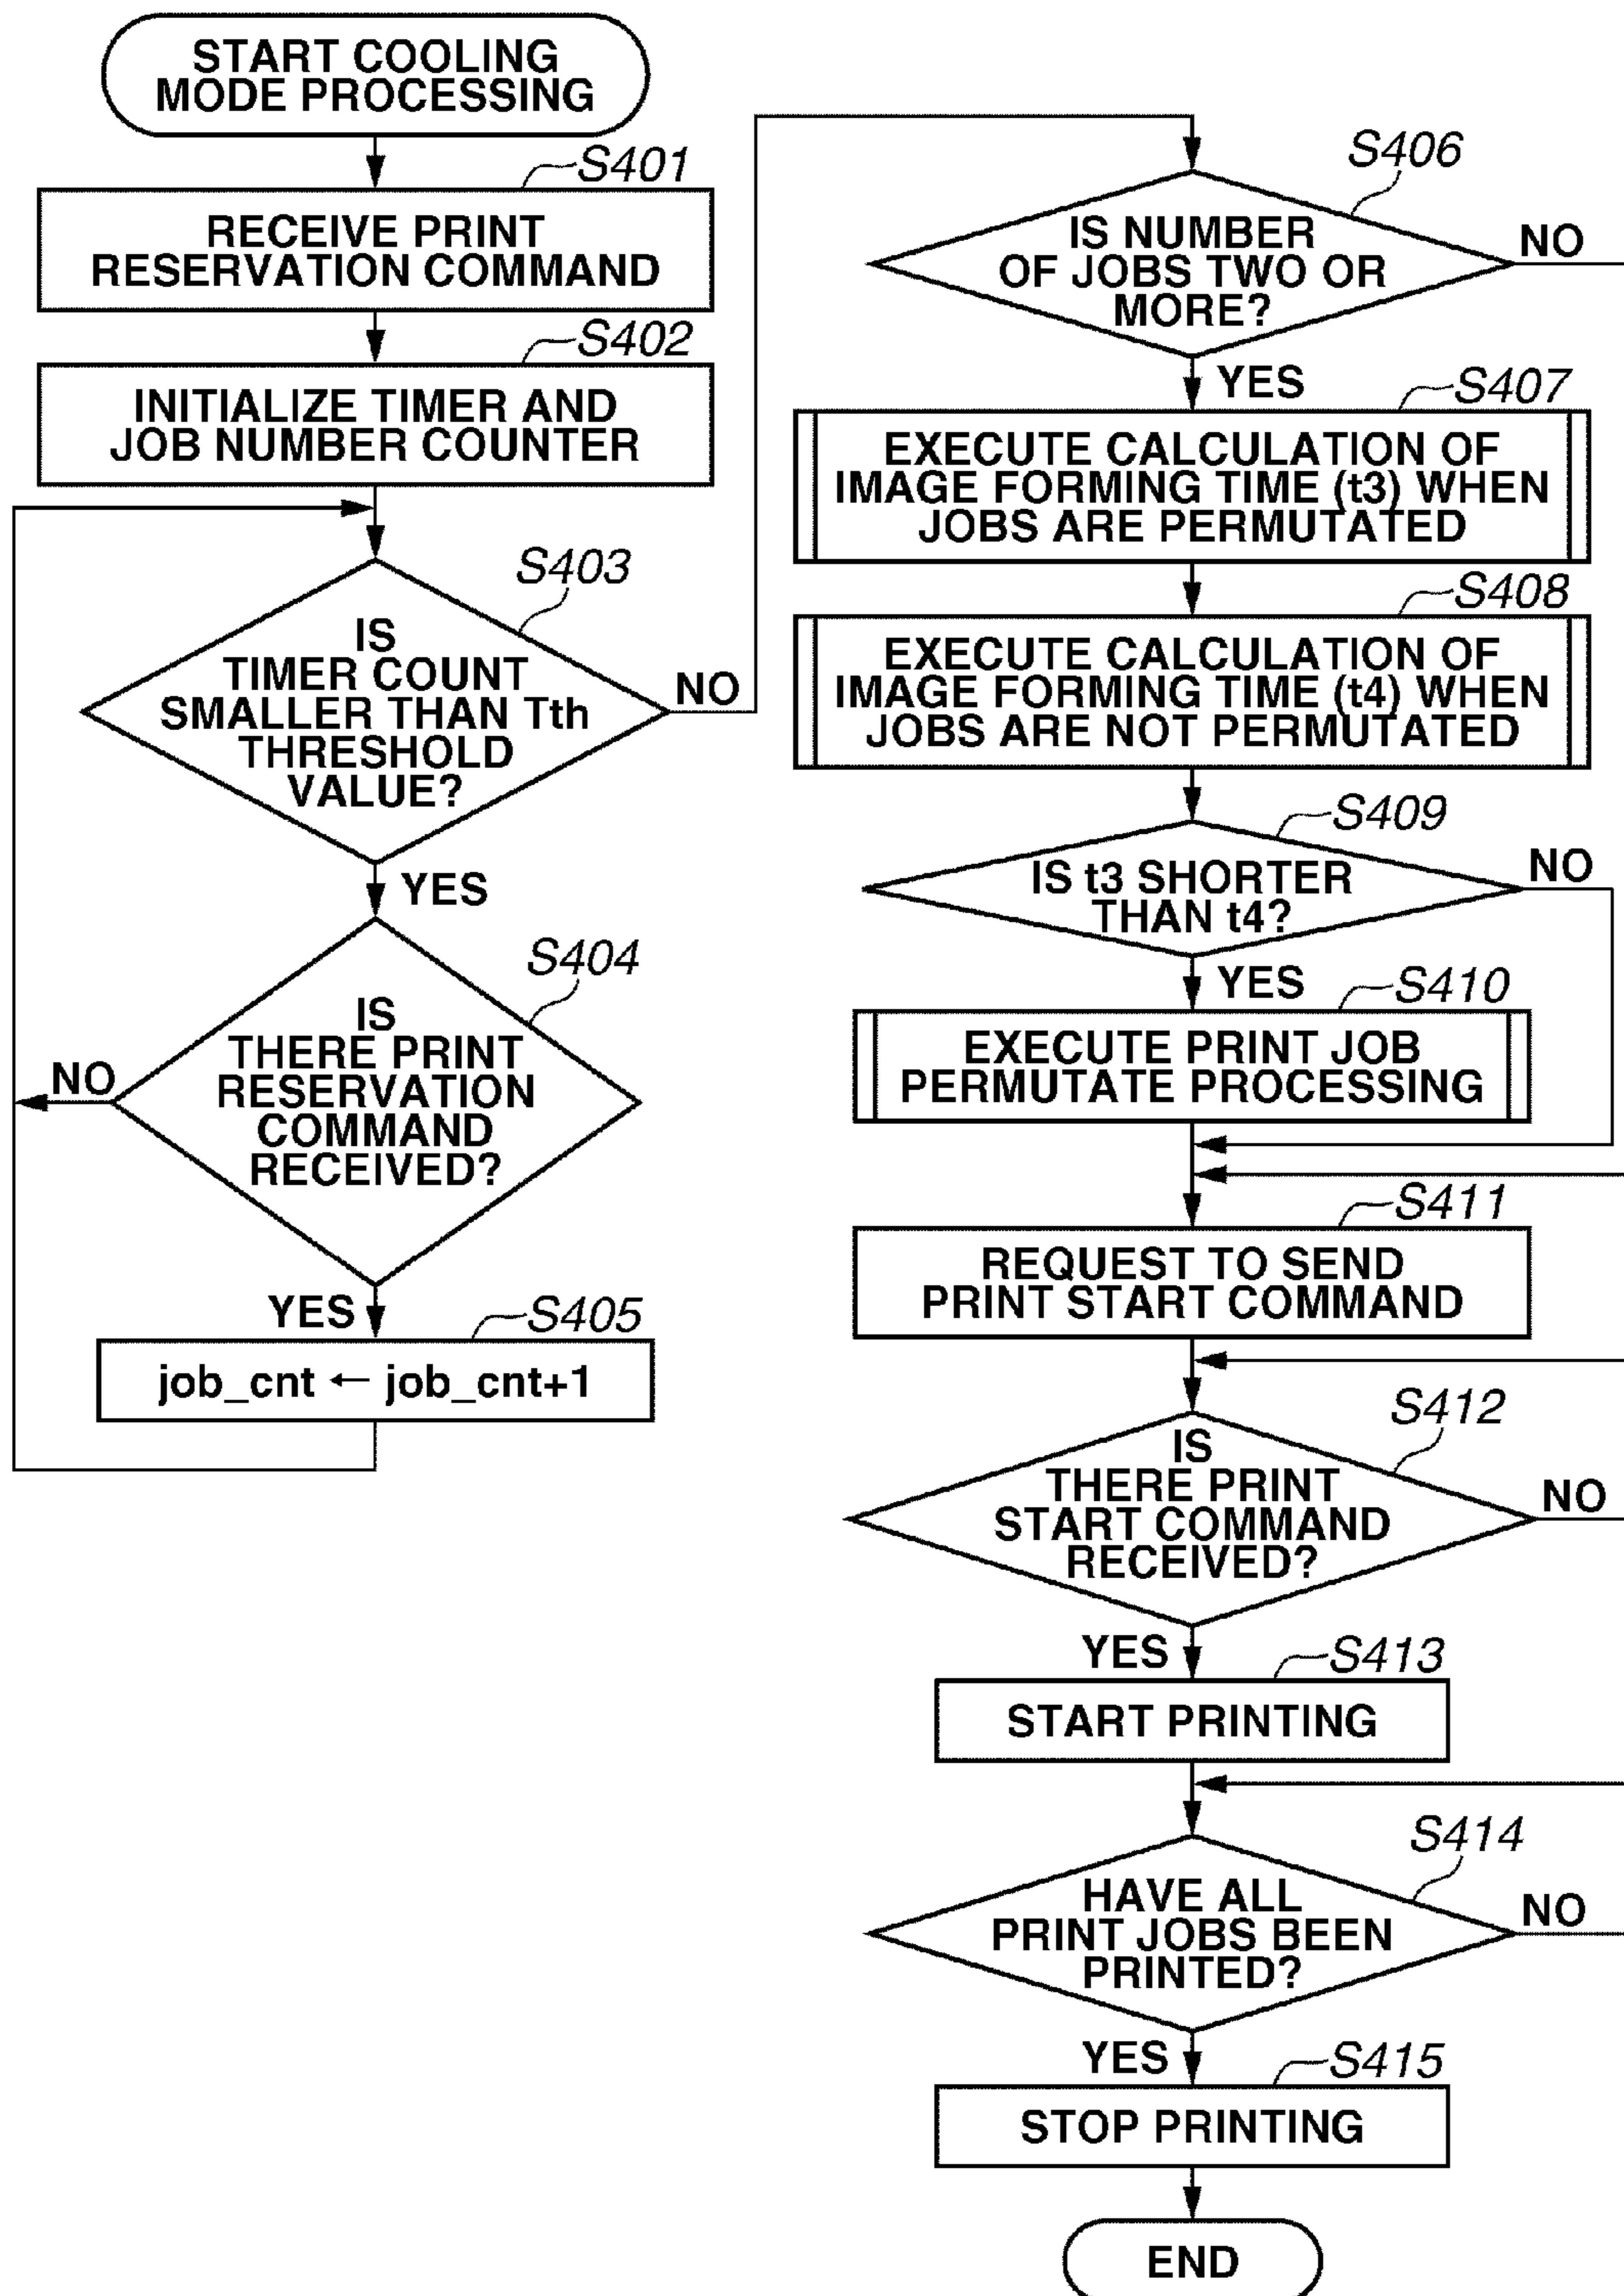 START COOLING
MODE PROCESSING
S401
RECEIVE PRINT
RESERVATION COMMAND
S402
INITIALIZE TIMER AND
JOB NUMBER COUNTER
S403
IS
TIMER COUNT
SMALLER THAN Tth
THRESHOLD
VALUE?
NO
YES
S404
IS
THERE PRINT
RESERVATION
COMMAND
RECEIVED?
NO
YES
S405
job_cnt ← job_cnt+1
S406
IS NUMBER
OF JOBS TWO OR
MORE?
NO
YES
S407
EXECUTE CALCULATION OF
IMAGE FORMING TIME (t3) WHEN
JOBS ARE PERMUTATED
S408
EXECUTE CALCULATION OF
IMAGE FORMING TIME (t4) WHEN
JOBS ARE NOT PERMUTATED
S409
IS t3 SHORTER
THAN t4?
NO
YES
S410
EXECUTE PRINT JOB
PERMUTATE PROCESSING
S411
REQUEST TO SEND
PRINT START COMMAND
S412
IS
THERE PRINT
START COMMAND
RECEIVED?
NO
YES
S413
START PRINTING
S414
HAVE ALL
PRINT JOBS BEEN
PRINTED?
NO
YES
S415
STOP PRINTING
END